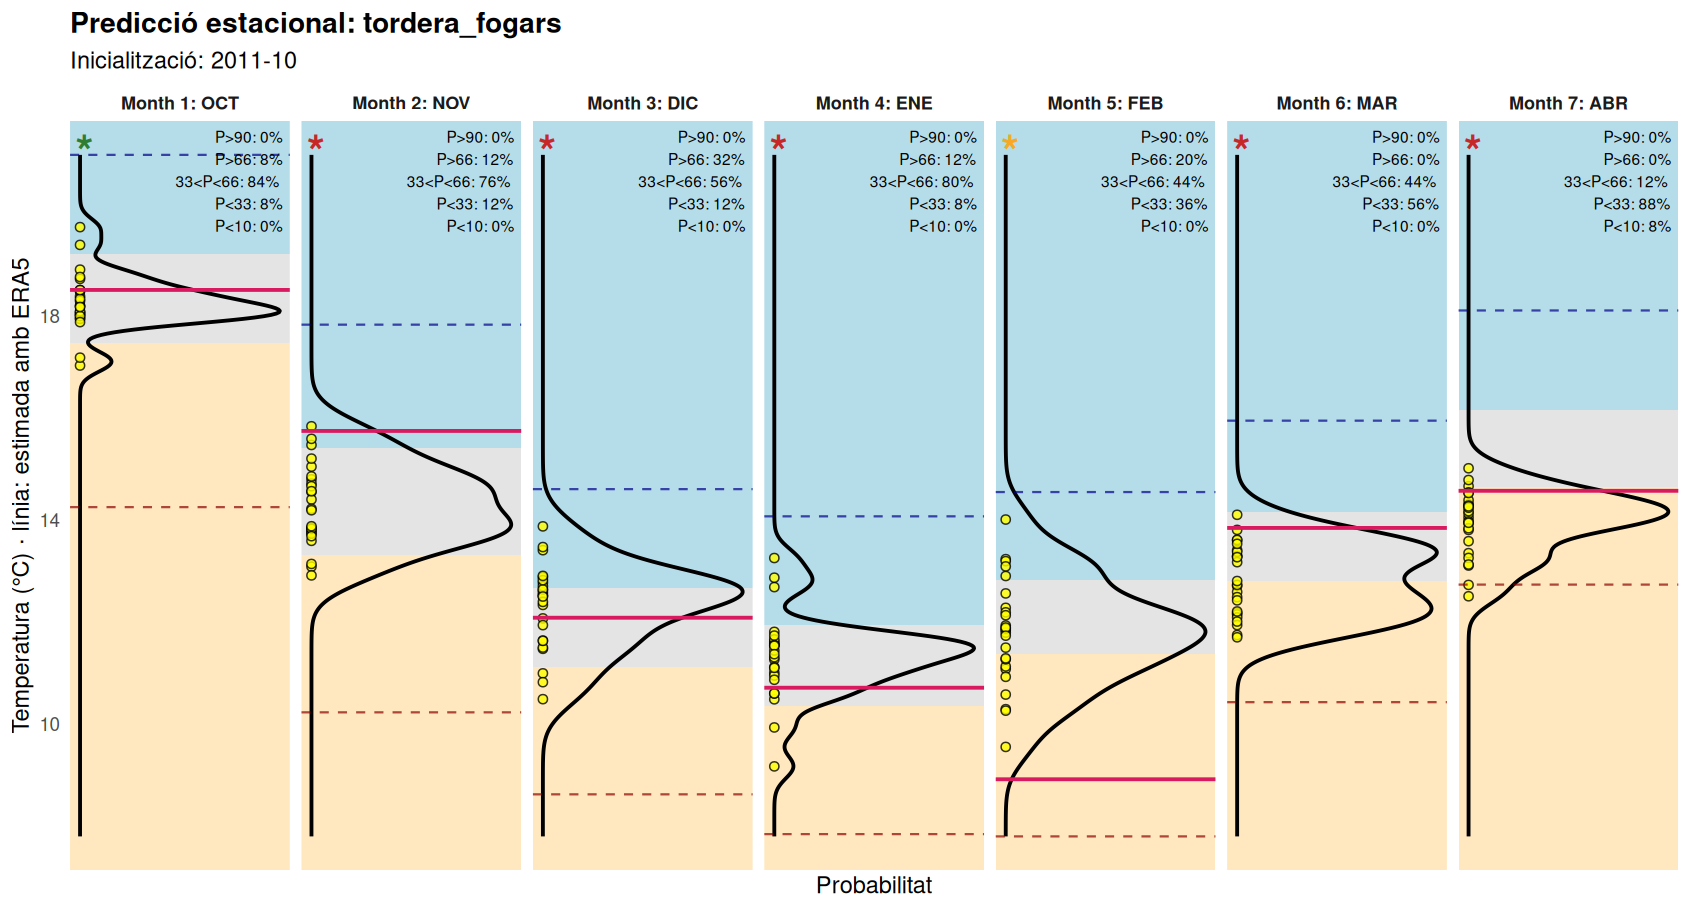 Predicció estacional: tordera_fogars
Inicialització: 2011-10
Month 1: OCT
Month 2: NOV
Month 3: DIC
Month 4: ENE
Month 5: FEB
Month 6: MAR
Month 7: ABR
*
P>90: 0%
P>66: 8%
33<P<66: 84%
P<33: 8%
P<10: 0%
*
P>90: 0%
P>66: 12%
33<P<66: 76%
P<33: 12%
P<10: 0%
*
P>90: 0%
P>66: 32%
33<P<66: 56%
P<33: 12%
P<10: 0%
*
P>90: 0%
P>66: 12%
33<P<66: 80%
P<33: 8%
P<10: 0%
*
P>90: 0%
P>66: 20%
33<P<66: 44%
P<33: 36%
P<10: 0%
*
P>90: 0%
P>66: 0%
33<P<66: 44%
P<33: 56%
P<10: 0%
*
P>90: 0%
P>66: 0%
33<P<66: 12%
P<33: 88%
P<10: 8%
Temperatura (°C) · línia: estimada amb ERA5
18
14
10
Probabilitat